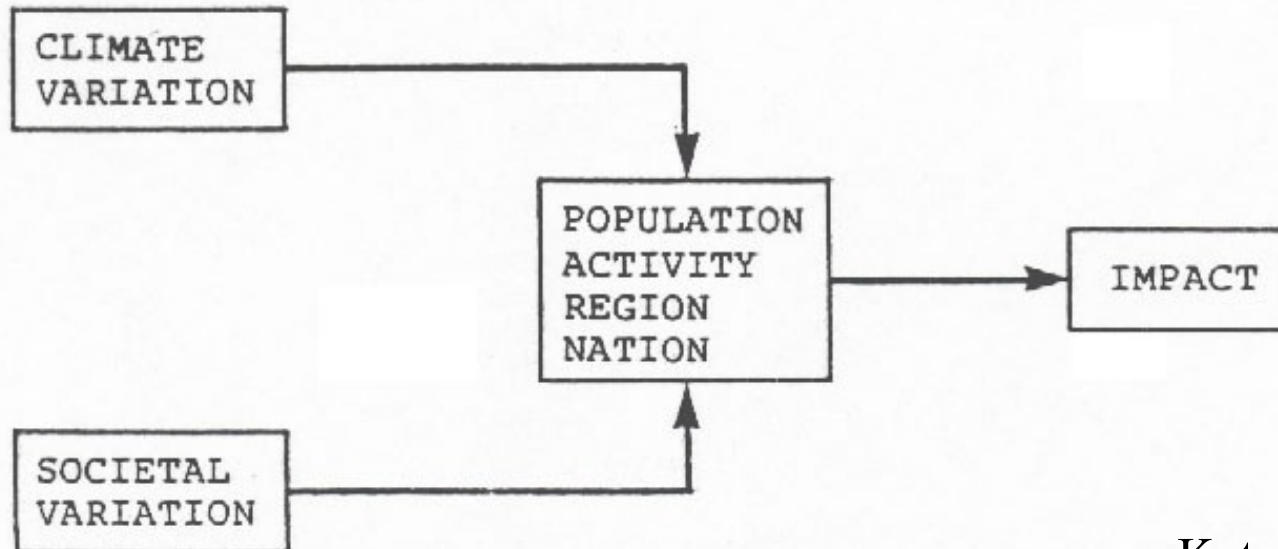 CLIMATE
VARIATION
POPULATION
ACTIVITY
REGION
NATION
IMPACT
SOCIETAL
VARIATION